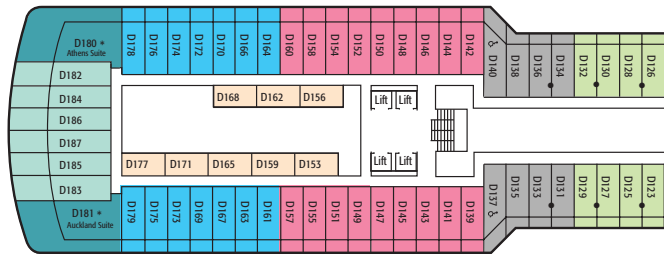 D180 *
Athens Suite
D178
D176
D174
D172
D170
D166
D164
D160
D158
D154
D152
D150
D148
D146
D144
D142
D140
D138
D136
D134
D132
D130
D128
D126
D182
D184
D186
D187
D185
D183
D168
D162
D156
Lift
Lift
Lift
Lift
D177
D171
D165
D159
D153
D181 *
Auckland Suite
D179
D175
D173
D169
D167
D163
D161
D157
D155
D151
D149
D147
D145
D143
D141
D139
D137
D135
D133
D131
D129
D127
D125
D123